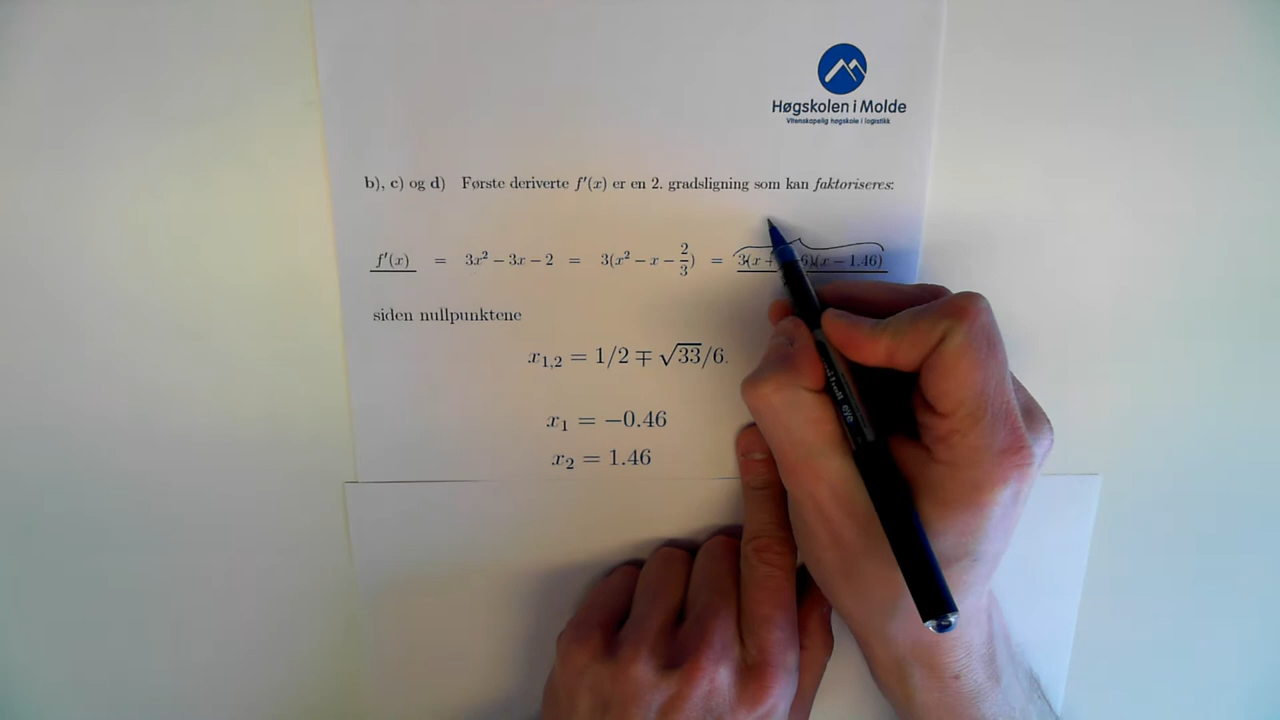 Høgskolen i Molde
Vitenskapelig høgskole i logistikk
b), c) og d) Første deriverte f′(x) er en 2. gradsligning som kan faktoriseres:
f′(x) = 3x² − 3x − 2 = 3(x² − x − 2/3) = 3(x + 6)(x − 1.46)
siden nullpunktene
x₁,₂ = 1/2 ∓ √33/6.
x₁ = −0.46
x₂ = 1.46